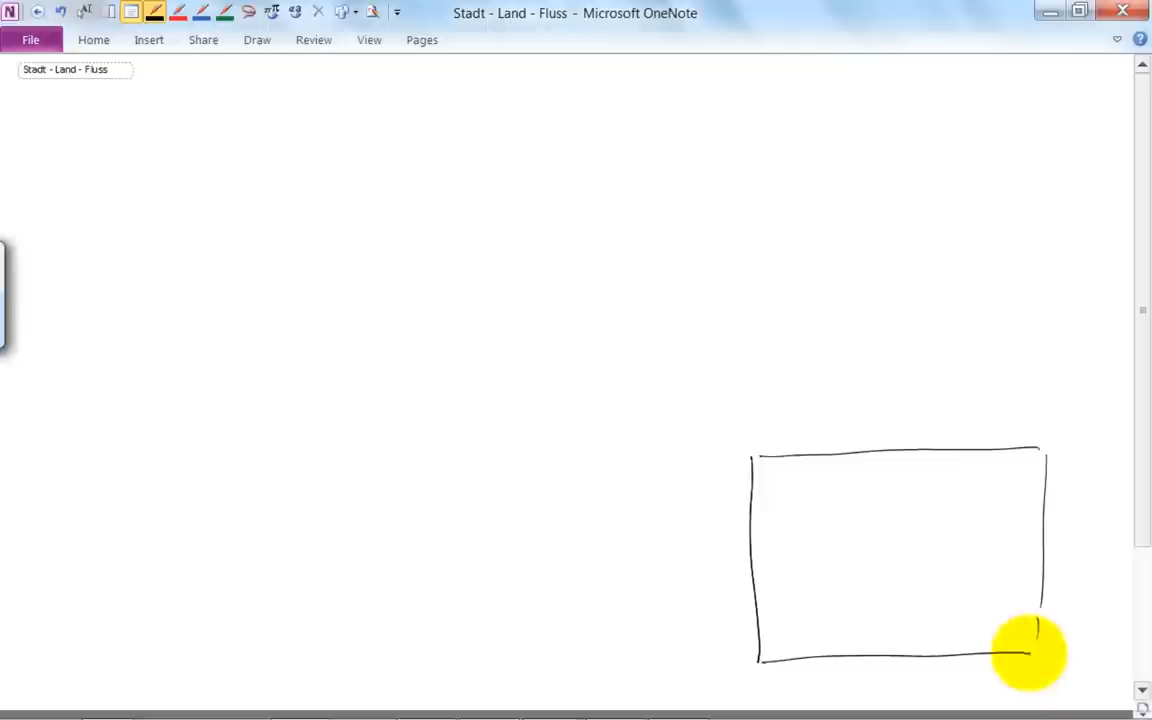 Stadt - Land - Fluss - Microsoft OneNote
File Home Insert Share Draw Review View Pages
Stadt - Land - Fluss